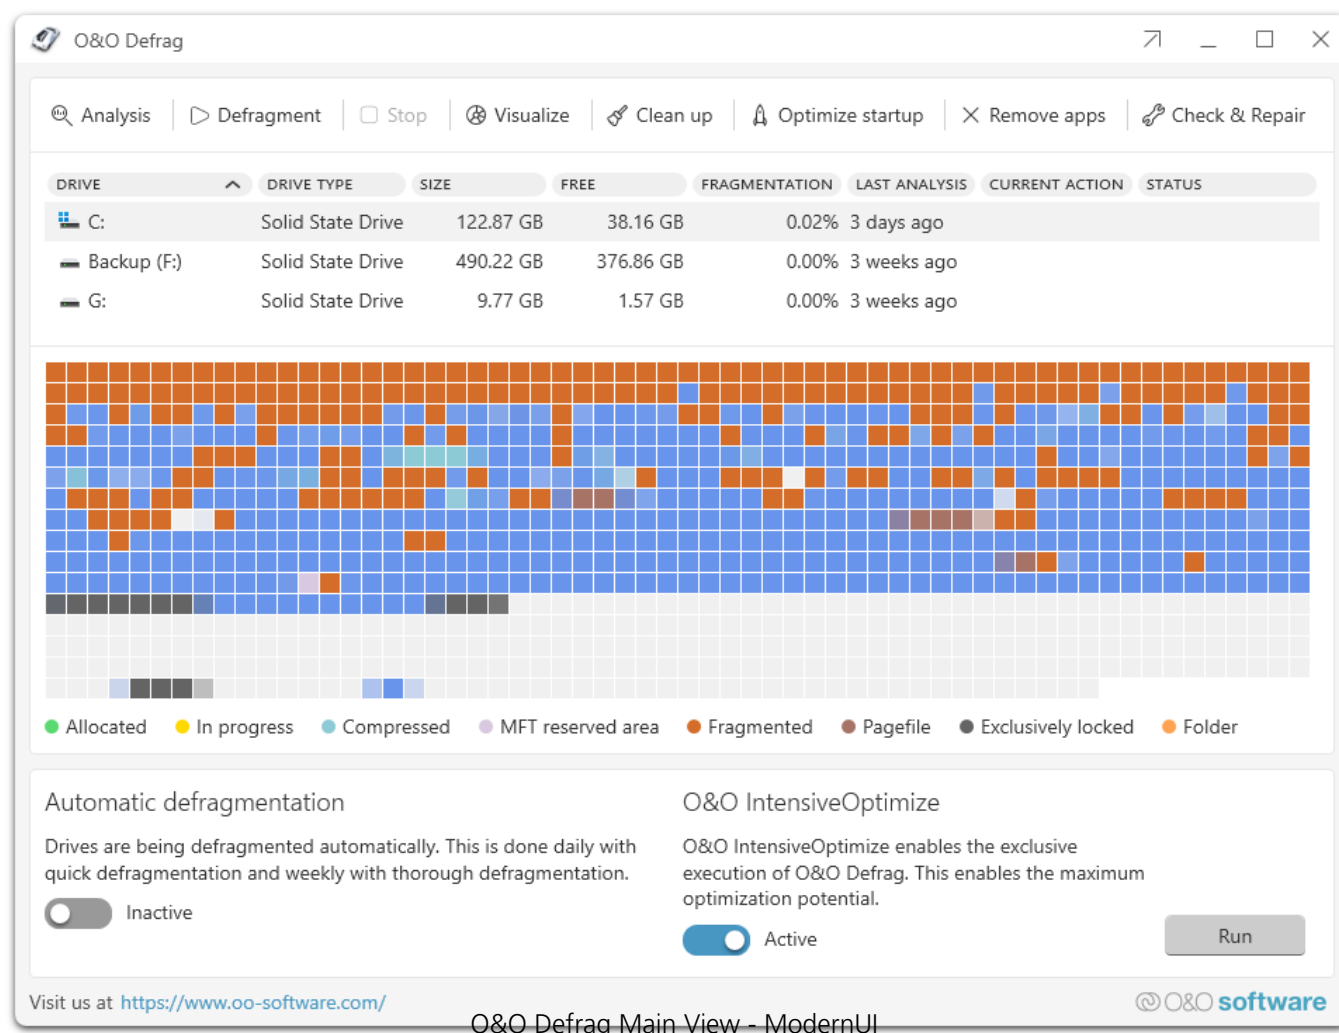 O&O Defrag
Analysis Defragment Stop Visualize Clean up Optimize startup Remove apps Check & Repair
DRIVE DRIVE TYPE SIZE FREE FRAGMENTATION LAST ANALYSIS CURRENT ACTION STATUS
C: Solid State Drive 122.87 GB 38.16 GB 0.02% 3 days ago
Backup (F:) Solid State Drive 490.22 GB 376.86 GB 0.00% 3 weeks ago
G: Solid State Drive 9.77 GB 1.57 GB 0.00% 3 weeks ago
Allocated In progress Compressed MFT reserved area Fragmented Pagefile Exclusively locked Folder
Automatic defragmentation
Drives are being defragmented automatically. This is done daily with
quick defragmentation and weekly with thorough defragmentation.
Inactive
O&O IntensiveOptimize
O&O IntensiveOptimize enables the exclusive
execution of O&O Defrag. This enables the maximum
optimization potential.
Active
Run
Visit us at https://www.oo-software.com/
O&O software
O&O Defrag Main View - ModernUI